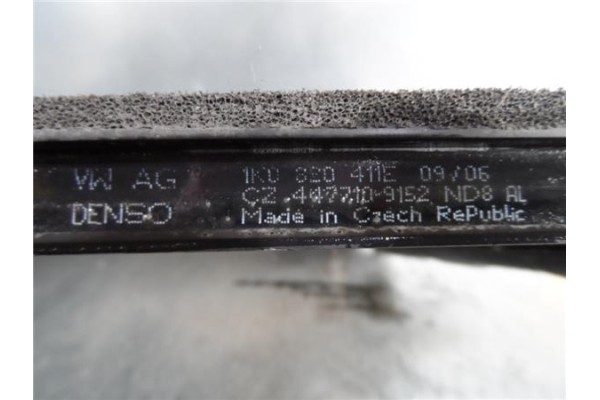 VW AG 1K0 820 411E 09/06
CZ 447710-9152 ND8 AL
DENSO Made in Czech RePublic